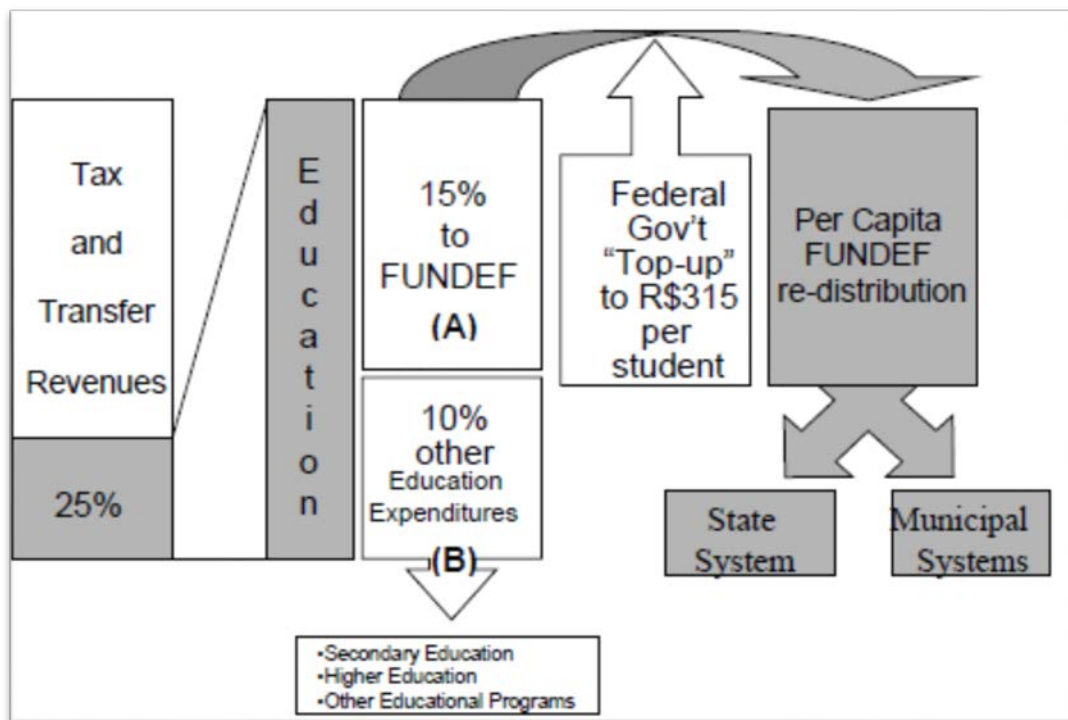 Tax
and
Transfer
Revenues
25%
E
d
u
c
a
t
i
o
n
15%
to
FUNDEF
(A)
10%
other
Education
Expenditures
(B)
•Secondary Education
•Higher Education
•Other Educational Programs
Federal
Gov't
“Top-up”
to R$315
per
student
Per Capita
FUNDEF
re-distribution
State
System
Municipal
Systems